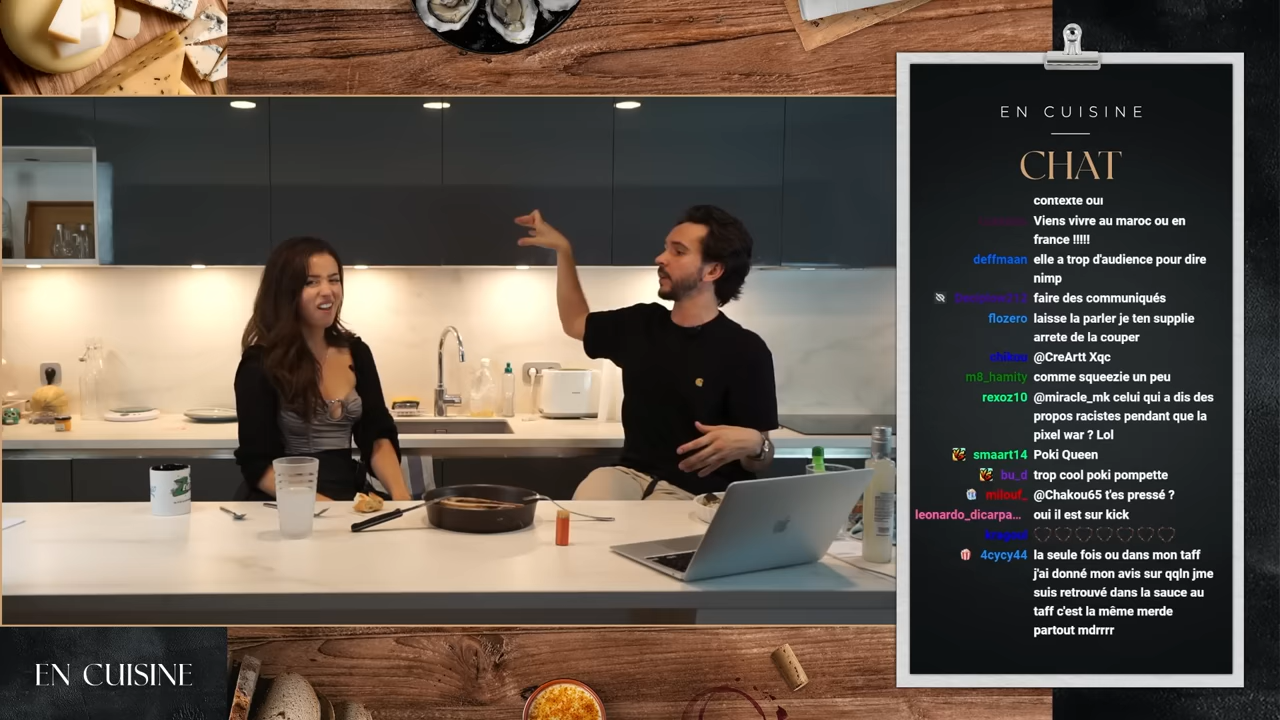 EN CUISINE
CHAT
contexte oui
Viens vivre au maroc ou en
france !!!!!
deffmaan elle a trop d'audience pour dire
nimp
faire des communiqués
flozero laisse la parler je ten supplie
arrete de la couper
@CreArtt Xqc
m8_hamity comme squeezie un peu
rexoz10 @miracle_mk celui qui a dis des
propos racistes pendant que la
pixel war ? Lol
smaart14 Poki Queen
bu_d trop cool poki pompette
milouf_ @Chakou65 t'es pressé ?
leonardo_dicarpa... oui il est sur kick
4cycy44 la seule fois ou dans mon taff
j'ai donné mon avis sur qqln jme
suis retrouvé dans la sauce au
taff c'est la même merde
partout mdrrrr
EN CUISINE